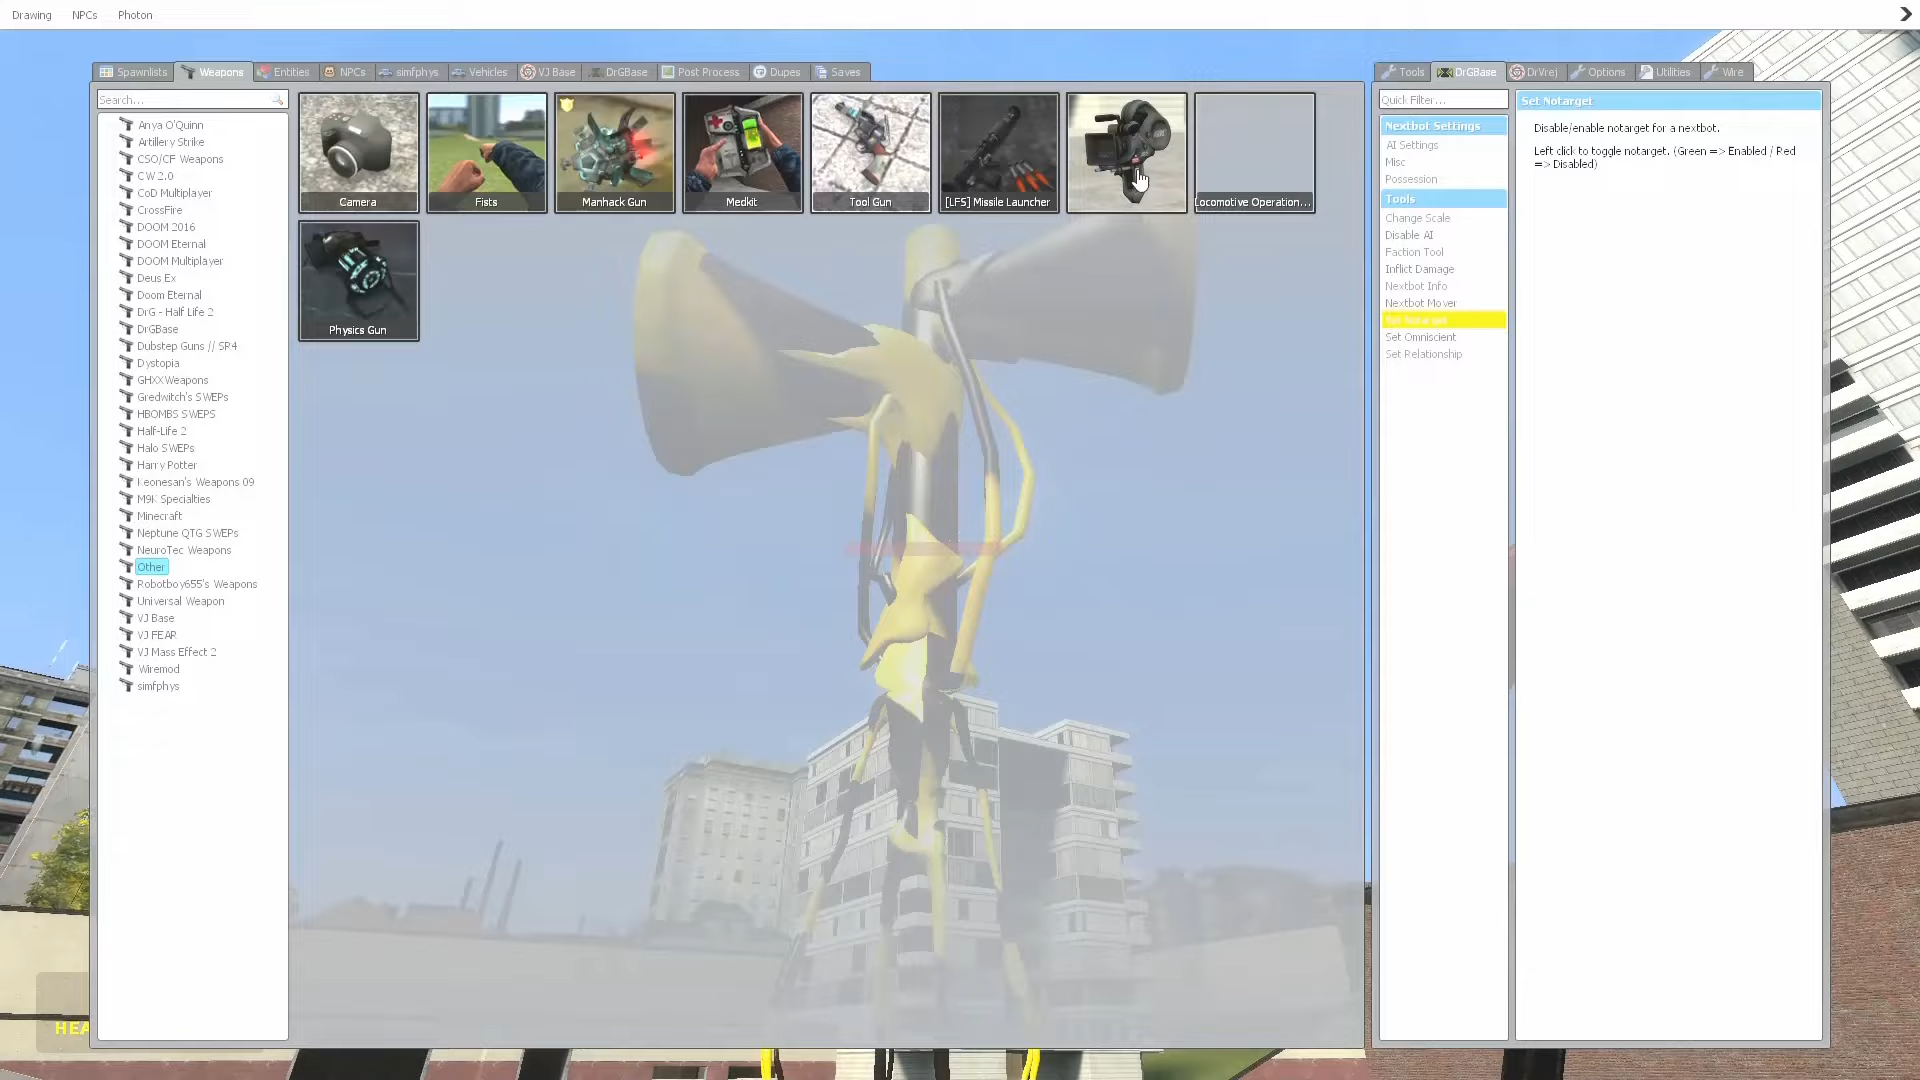 Drawing NPCs Photon
Spawnlists Weapons Entities NPCs simfphys Vehicles VJ Base DrGBase Post Process Dupes Saves
Search...
Anya O'Quinn
Artillery Strike
CSO/CF Weapons
CW 2.0
CoD Multiplayer
CrossFire
DOOM 2016
DOOM Eternal
DOOM Multiplayer
Deus Ex
Doom Eternal
DrG - Half Life 2
DrGBase
Dubstep Guns // SR4
Dystopia
GHXXWeapons
Gredwitch's SWEPs
HBOMBS SWEPS
Half-Life 2
Halo SWEPs
Harry Potter
Keonesan's Weapons 09
M9K Specialties
Minecraft
Neptune QTG SWEPs
NeuroTec Weapons
Other
Robotboy655's Weapons
Universal Weapon
VJ Base
VJ FEAR
VJ Mass Effect 2
Wiremod
simfphys
Camera
Fists
Manhack Gun
Medkit
Tool Gun
[LFS] Missile Launcher
Locomotive Operation...
Physics Gun
Tools DrGBase DrVrej Options Utilities Wire
Quick Filter...
Nextbot Settings
AI Settings
Misc
Possession
Tools
Change Scale
Disable AI
Faction Tool
Inflict Damage
Nextbot Info
Nextbot Mover
Set Notarget
Set Omniscient
Set Relationship
Set Notarget
Disable/enable notarget for a nextbot.
Left click to toggle notarget. (Green => Enabled / Red
=> Disabled)